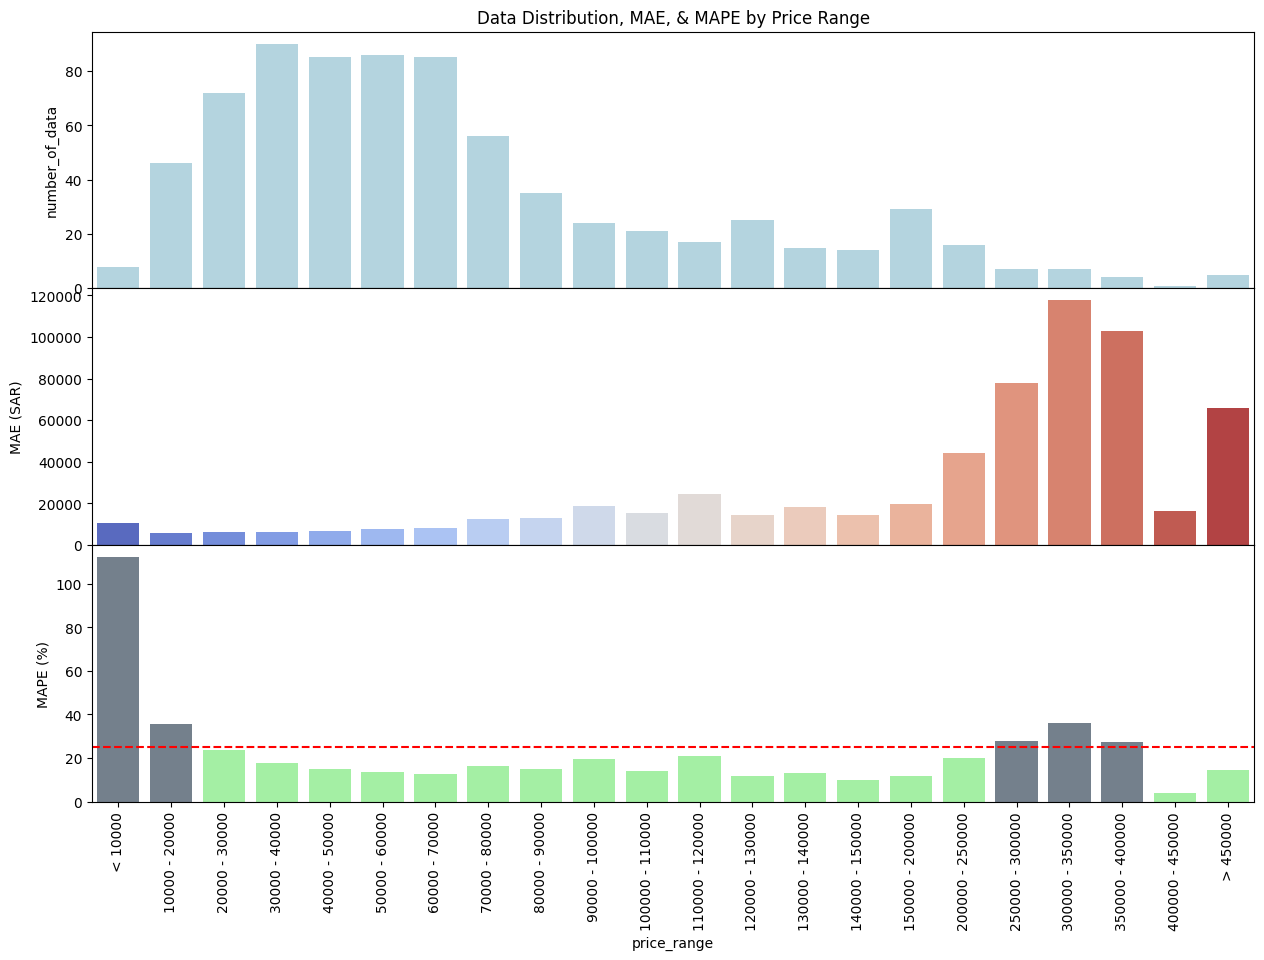 Data Distribution, MAE, & MAPE by Price Range
number_of_data
80
60
40
20
0
MAE (SAR)
120000
100000
80000
60000
40000
20000
0
MAPE (%)
100
80
60
40
20
0
< 10000
10000 - 20000
20000 - 30000
30000 - 40000
40000 - 50000
50000 - 60000
60000 - 70000
70000 - 80000
80000 - 90000
900000 - 100000
100000 - 110000
110000 - 120000
120000 - 130000
130000 - 140000
140000 - 150000
150000 - 200000
200000 - 250000
250000 - 300000
300000 - 350000
350000 - 400000
400000 - 450000
> 450000
price_range